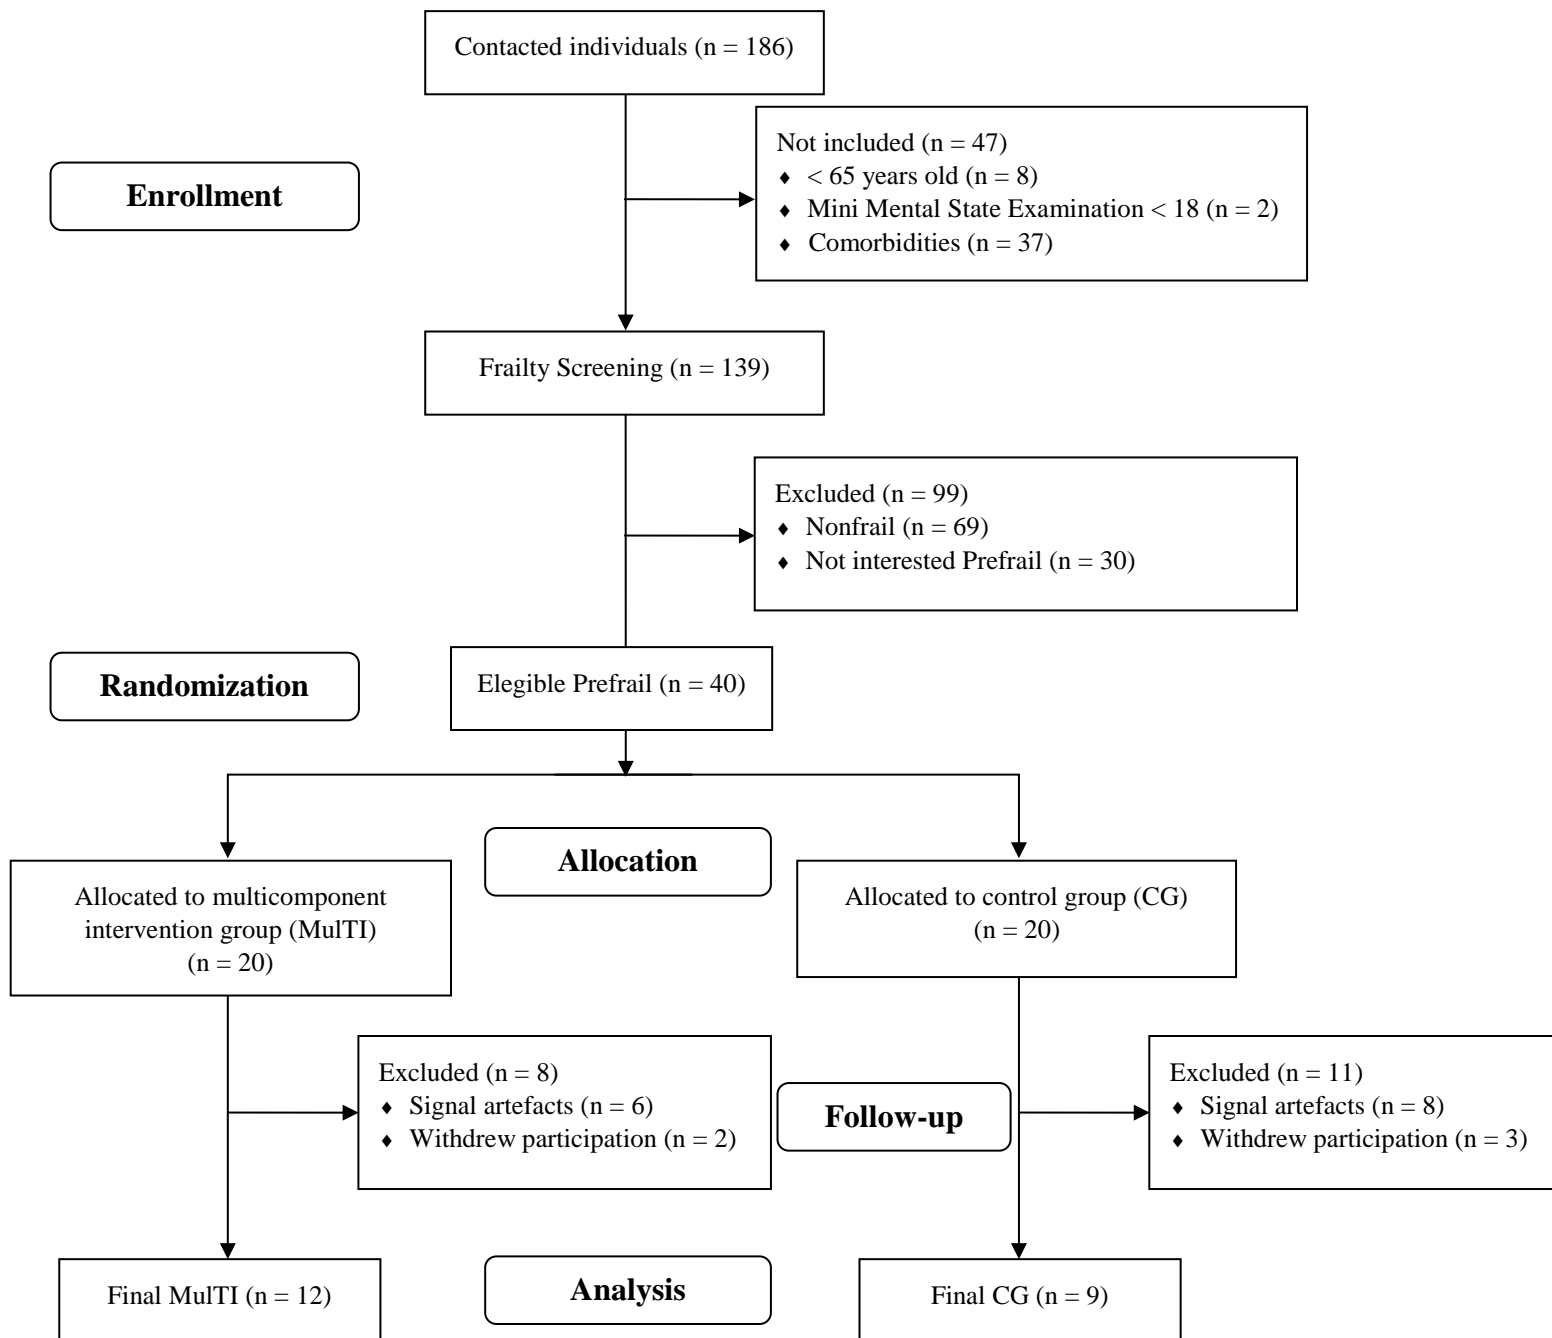 Contacted individuals (n = 186)
Not included (n = 47)
♦ < 65 years old (n = 8)
♦ Mini Mental State Examination < 18 (n = 2)
♦ Comorbidities (n = 37)
Enrollment
Frailty Screening (n = 139)
Excluded (n = 99)
♦ Nonfrail (n = 69)
♦ Not interested Prefrail (n = 30)
Randomization
Elegible Prefrail (n = 40)
Allocation
Allocated to multicomponent
intervention group (MulTI)
(n = 20)
Allocated to control group (CG)
(n = 20)
Excluded (n = 8)
♦ Signal artefacts (n = 6)
♦ Withdrew participation (n = 2)
Follow-up
Excluded (n = 11)
♦ Signal artefacts (n = 8)
♦ Withdrew participation (n = 3)
Final MulTI (n = 12)
Analysis
Final CG (n = 9)